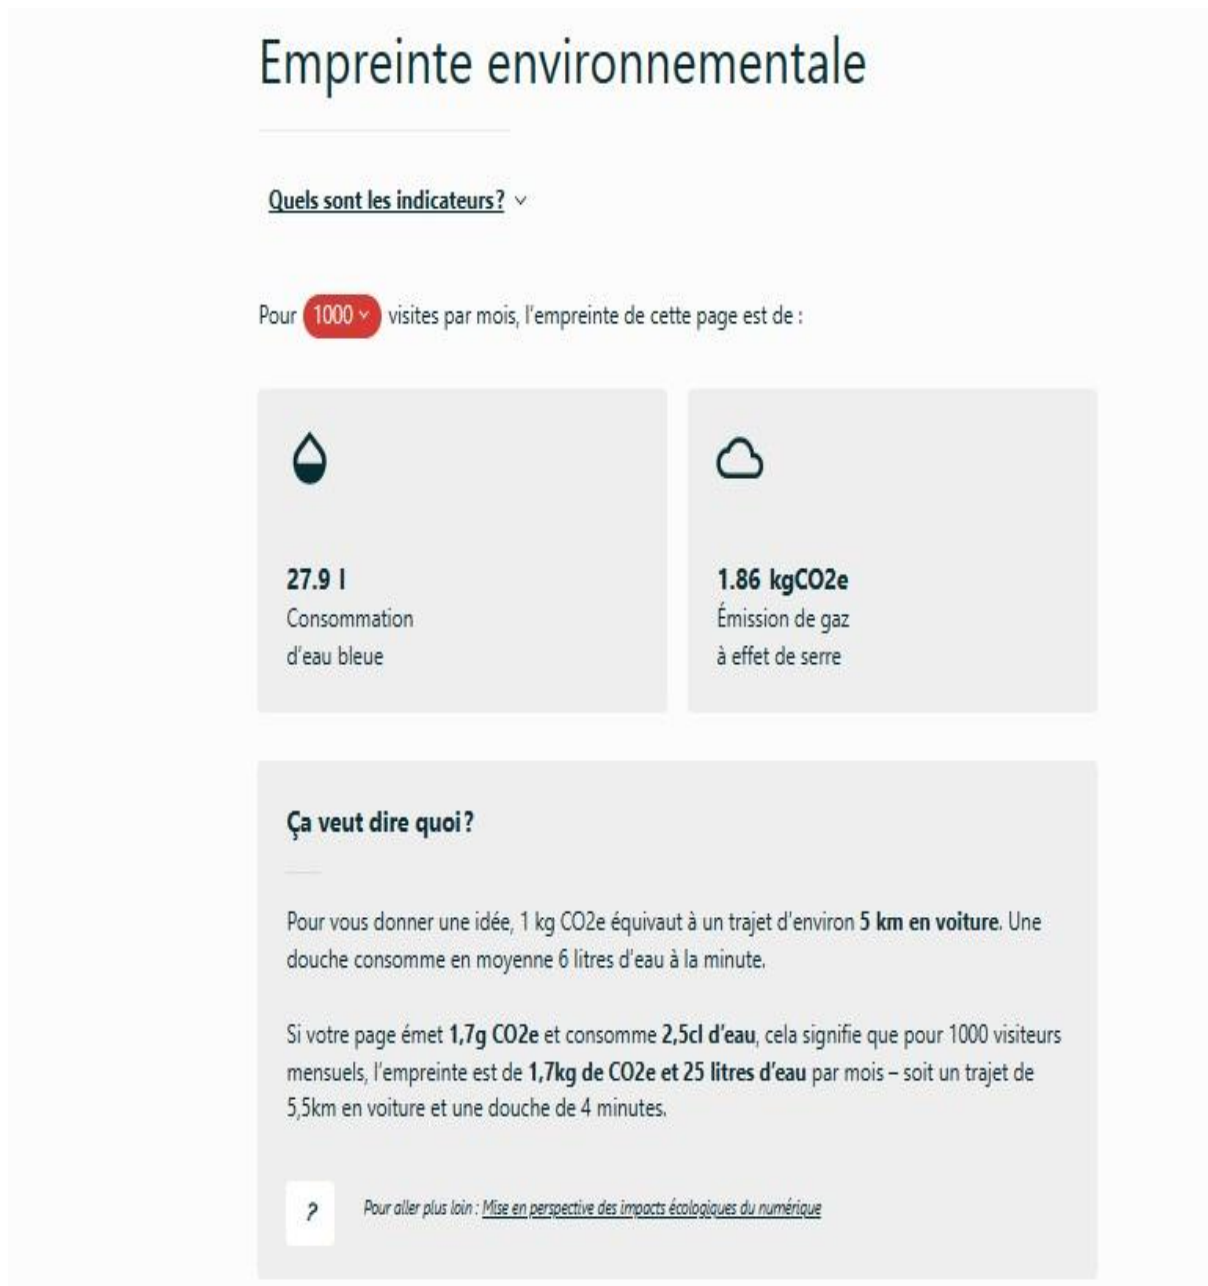 Empreinte environnementale
Quels sont les indicateurs?
Pour 1000 visites par mois, l'empreinte de cette page est de :
27.9 l
Consommation
d'eau bleue
1.86 kgCO2e
Émission de gaz
à effet de serre
Ça veut dire quoi?
Pour vous donner une idée, 1 kg CO2e équivaut à un trajet d'environ 5 km en voiture. Une
douche consomme en moyenne 6 litres d'eau à la minute.
Si votre page émet 1,7g CO2e et consomme 2,5cl d'eau, cela signifie que pour 1000 visiteurs
mensuels, l'empreinte est de 1,7kg de CO2e et 25 litres d'eau par mois – soit un trajet de
5,5km en voiture et une douche de 4 minutes.
?
Pour aller plus loin : Mise en perspective des impacts écologiques du numérique